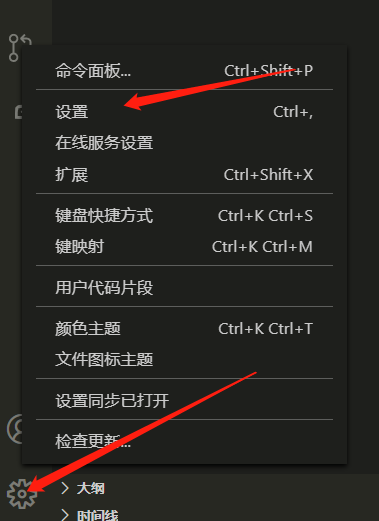 命令面板... Ctrl+Shift+P
设置 Ctrl+,
在线服务设置
扩展 Ctrl+Shift+X
键盘快捷方式 Ctrl+K Ctrl+S
键映射 Ctrl+K Ctrl+M
用户代码片段
颜色主题 Ctrl+K Ctrl+T
文件图标主题
设置同步已打开
检查更新...
大纲
时间线